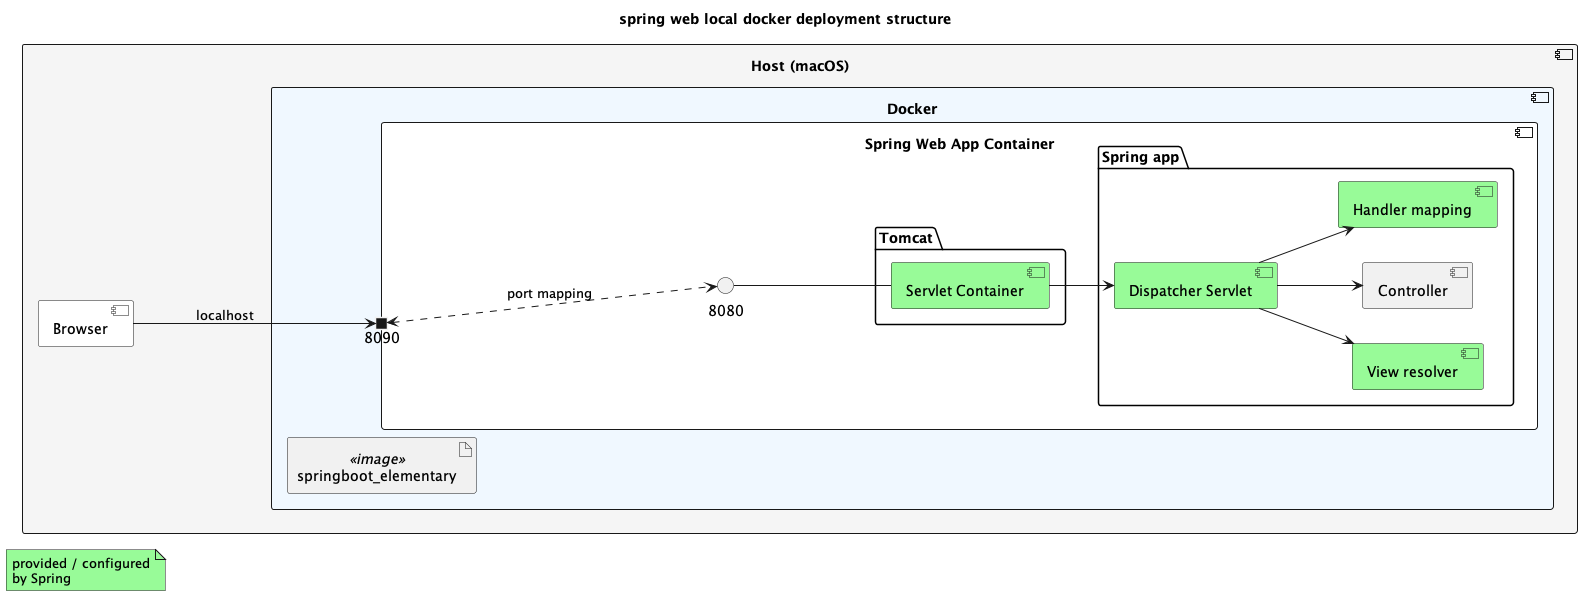 spring web local docker deployment structure
Host (macOS)
Docker
Spring Web App Container
Spring app
Handler mapping
Tomcat
Servlet Container
Dispatcher Servlet
Controller
port mapping
8080
localhost
Browser
8090
View resolver
«image»
springboot_elementary
provided / configured
by Spring